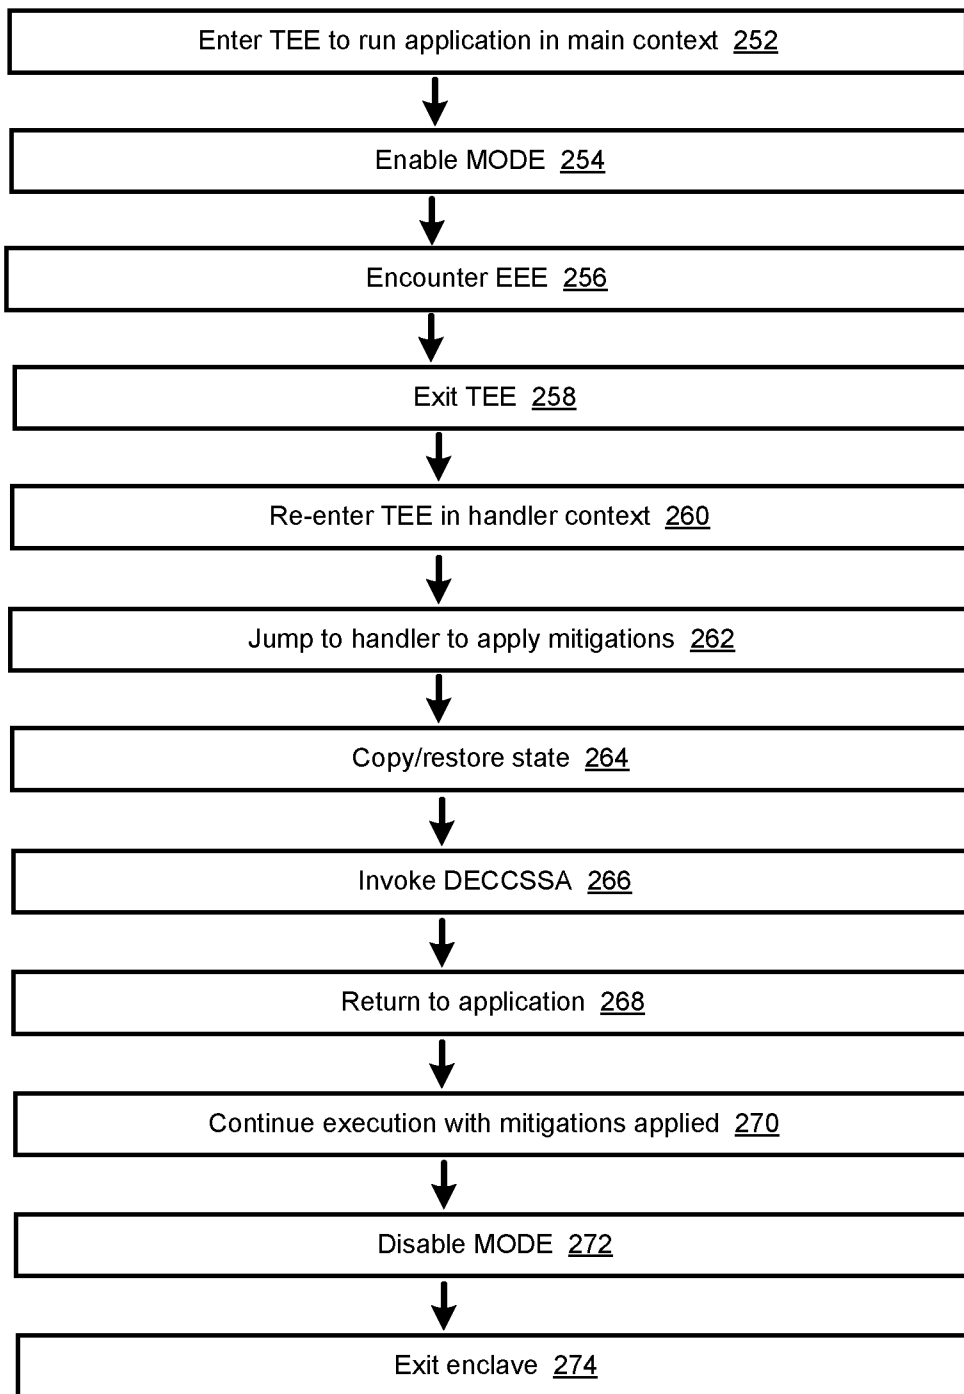 Enter TEE to run application in main context 252
Enable MODE 254
Encounter EEE 256
Exit TEE 258
Re-enter TEE in handler context 260
Jump to handler to apply mitigations 262
Copy/restore state 264
Invoke DECCSSA 266
Return to application 268
Continue execution with mitigations applied 270
Disable MODE 272
Exit enclave 274